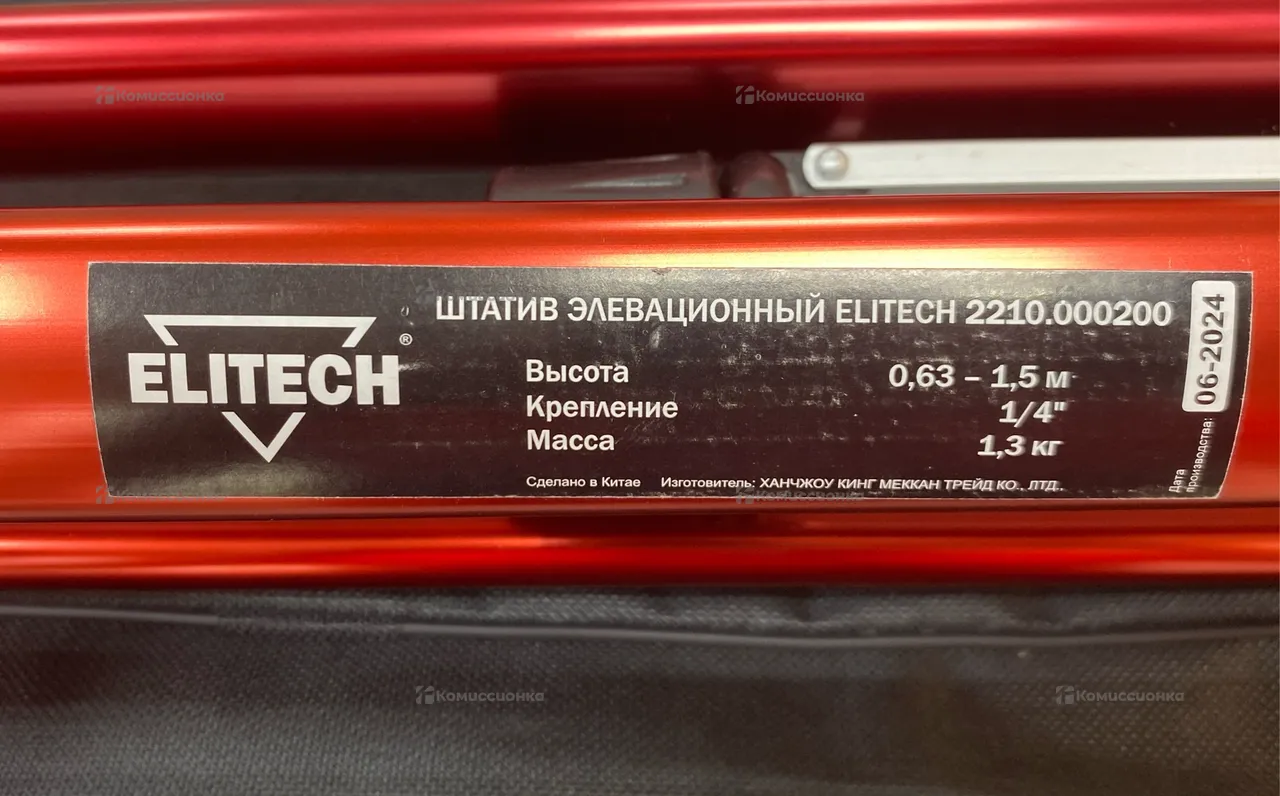 ШТАТИВ ЭЛЕВАЦИОННЫЙ ELITECH 2210.000200
ELITECH®
Высота 0,63 – 1,5 м
Крепление 1/4"
Масса 1,3 кг
Сделано в Китае Изготовитель: ХАНЧЖОУ КИНГ МЕККАН ТРЕЙД КО., ЛТД.
Дата производства: 06-2024
Комиссионка
Комиссионка
Комиссионка
Комиссионка